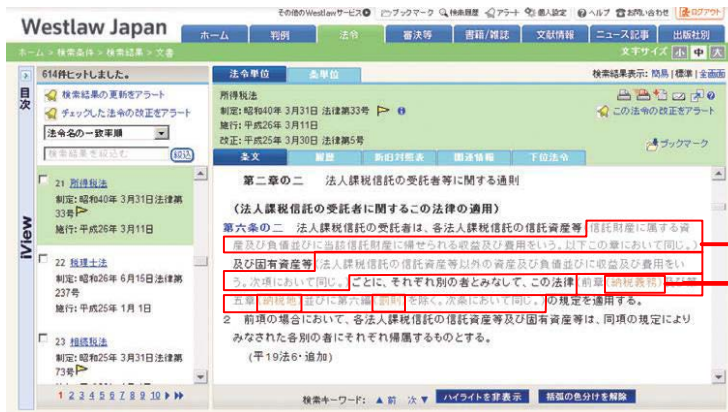 その他のWestlawサービス ブックマーク 検索履歴 アラート 個人設定 ヘルプ お問い合わせ ログアウト
Westlaw Japan
ホーム 判例 法令 審決等 書籍/雑誌 文献情報 ニュース記事 出版社別
ホーム > 検索条件 > 検索結果 > 文書
文字サイズ 小 中 大
目次
iView
614件ヒットしました。
検索結果の更新をアラート
チェックした法令の改正をアラート
法令名の一致率順
検索結果を絞込む 絞込
21 所得税法
制定:昭和40年 3月31日法律第
33号
施行:平成26年 3月11日
22 税理士法
制定:昭和26年 6月15日法律第
237号
施行:平成25年 1月 1日
23 相続税法
制定:昭和25年 3月31日法律第
73号
1 2 3 4 5 6 7 8 9 10
法令単位 条単位
検索結果表示: 簡易 | 標準 | 全画面
所得税法
制定:昭和40年 3月31日 法律第33号
施行:平成26年 3月11日
改正:平成25年 3月30日 法律第5号
この法令の改正をアラート
ブックマーク
条文 履歴 新旧対照表 関連情報 下位法令
第二章の二 法人課税信託の受託者等に関する通則
(法人課税信託の受託者に関するこの法律の適用)
第六条の二 法人課税信託の受託者は、各法人課税信託の信託資産等(信託財産に属する資
産及び負債並びに当該信託財産に帰せられる収益及び費用をいう。以下この章において同じ。)
及び固有資産等(法人課税信託の信託資産等以外の資産及び負債並びに収益及び費用をい
う。次項において同じ。)ごとに、それぞれ別の者とみなして、この法律(前章(納税義務)及び第
五章(納税地)並びに第六編(罰則)を除く。次条において同じ。)の規定を適用する。
2 前項の場合において、各法人課税信託の信託資産等及び固有資産等は、同項の規定により
みなされた各別の者にそれぞれ帰属するものとする。
(平19法6・追加)
検索キーワード: ▲ 前 次 ▼ ハイライトを非表示 括弧の色分けを解除